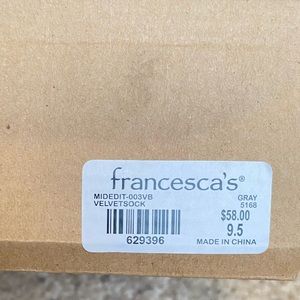 francesca's®
MIDEDIT-003VB GRAY
VELVETSOCK 5168
$58.00
9.5
629396 MADE IN CHINA